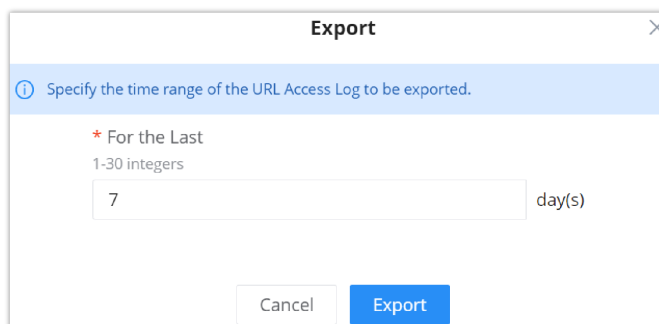 Export
Specify the time range of the URL Access Log to be exported.
* For the Last
1-30 integers
7 day(s)
Cancel Export